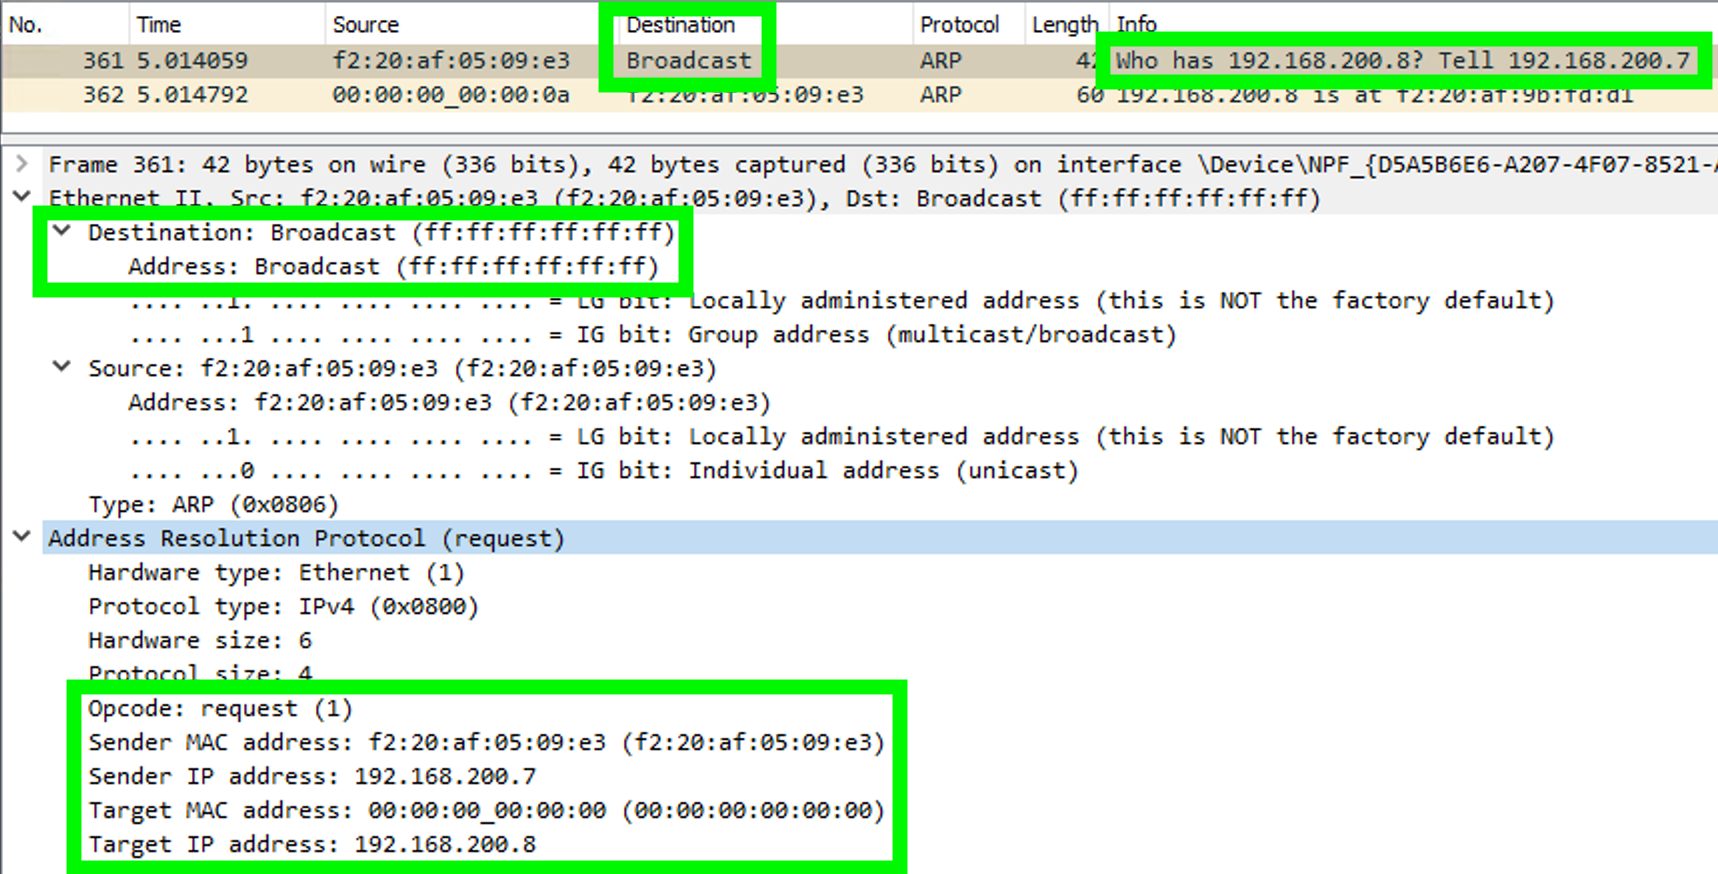 No. Time Source Destination Protocol Length Info
361 5.014059 f2:20:af:05:09:e3 Broadcast ARP 42 Who has 192.168.200.8? Tell 192.168.200.7
362 5.014792 00:00:00_00:00:0a f2:20:af:05:09:e3 ARP 60 192.168.200.8 is at f2:20:af:9b:fd:d1
Frame 361: 42 bytes on wire (336 bits), 42 bytes captured (336 bits) on interface \Device\NPF_{D5A5B6E6-A207-4F07-8521-A
Ethernet II, Src: f2:20:af:05:09:e3 (f2:20:af:05:09:e3), Dst: Broadcast (ff:ff:ff:ff:ff:ff)
Destination: Broadcast (ff:ff:ff:ff:ff:ff)
Address: Broadcast (ff:ff:ff:ff:ff:ff)
.... ..1. .... .... .... .... = LG bit: Locally administered address (this is NOT the factory default)
.... ...1 .... .... .... .... = IG bit: Group address (multicast/broadcast)
Source: f2:20:af:05:09:e3 (f2:20:af:05:09:e3)
Address: f2:20:af:05:09:e3 (f2:20:af:05:09:e3)
.... ..1. .... .... .... .... = LG bit: Locally administered address (this is NOT the factory default)
.... ...0 .... .... .... .... = IG bit: Individual address (unicast)
Type: ARP (0x0806)
Address Resolution Protocol (request)
Hardware type: Ethernet (1)
Protocol type: IPv4 (0x0800)
Hardware size: 6
Protocol size: 4
Opcode: request (1)
Sender MAC address: f2:20:af:05:09:e3 (f2:20:af:05:09:e3)
Sender IP address: 192.168.200.7
Target MAC address: 00:00:00_00:00:00 (00:00:00:00:00:00)
Target IP address: 192.168.200.8